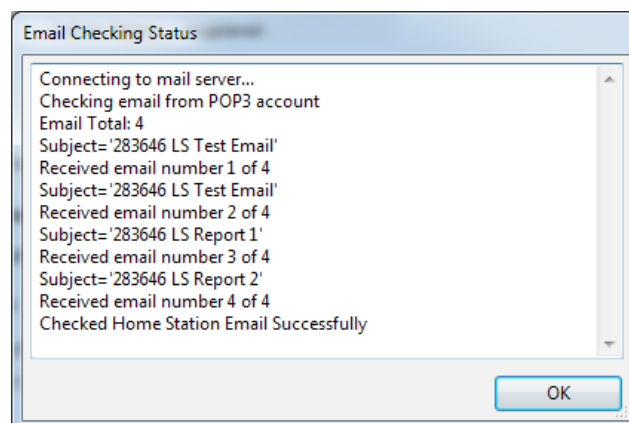 Email Checking Status
Connecting to mail server...
Checking email from POP3 account
Email Total: 4
Subject='283646 LS Test Email'
Received email number 1 of 4
Subject='283646 LS Test Email'
Received email number 2 of 4
Subject='283646 LS Report 1'
Received email number 3 of 4
Subject='283646 LS Report 2'
Received email number 4 of 4
Checked Home Station Email Successfully
OK